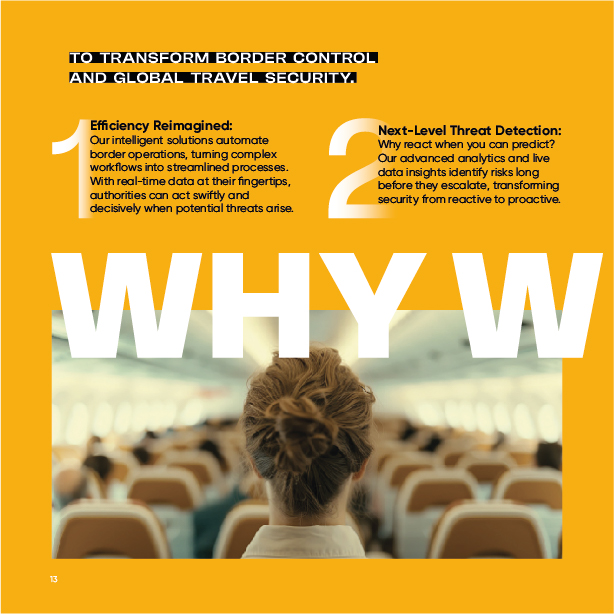 TO TRANSFORM BORDER CONTROL
AND GLOBAL TRAVEL SECURITY.
1
Efficiency Reimagined:
Our intelligent solutions automate
border operations, turning complex
workflows into streamlined processes.
With real-time data at their fingertips,
authorities can act swiftly and
decisively when potential threats arise.
2
Next-Level Threat Detection:
Why react when you can predict?
Our advanced analytics and live
data insights identify risks long
before they escalate, transforming
security from reactive to proactive.
WHY W
13